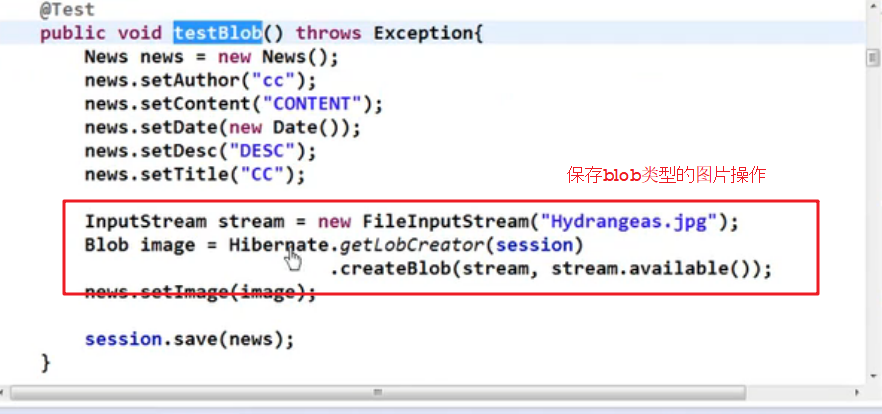 @Test
public void testBlob() throws Exception{
News news = new News();
news.setAuthor("cc");
news.setContent("CONTENT");
news.setDate(new Date());
news.setDesc("DESC");
news.setTitle("CC");
保存blob类型的图片操作
InputStream stream = new FileInputStream("Hydrangeas.jpg");
Blob image = Hibernate.getLobCreator(session)
.createBlob(stream, stream.available());
news.setImage(image);
session.save(news);
}